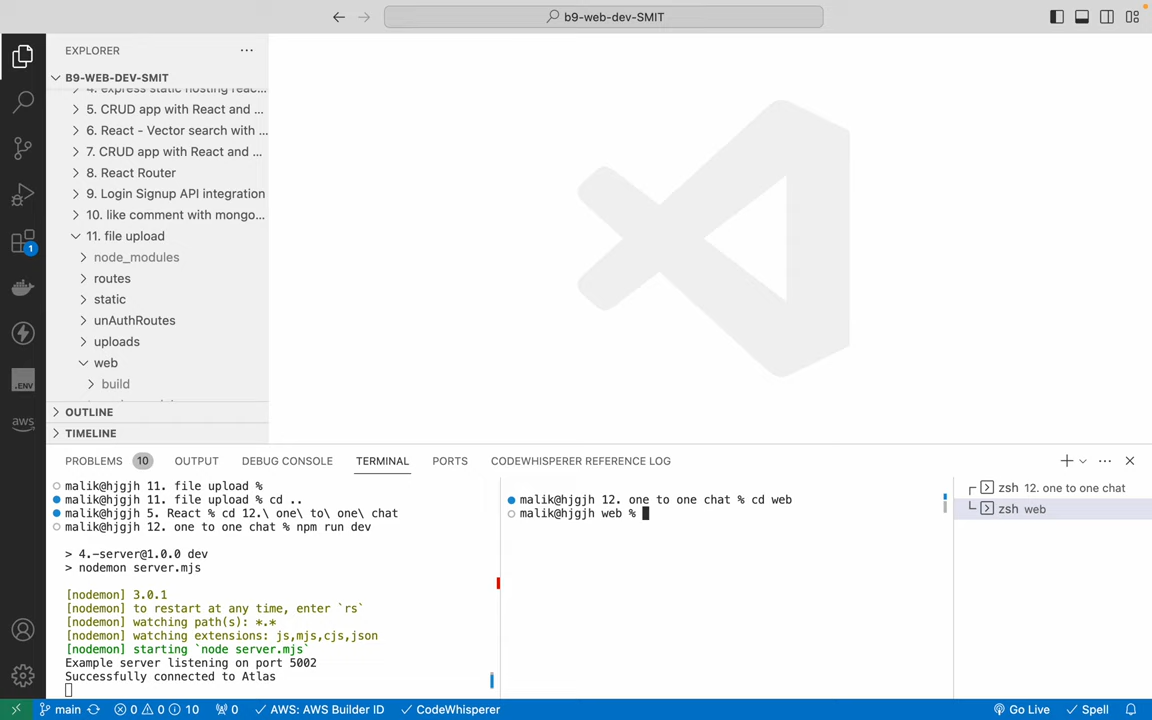 b9-web-dev-SMIT
EXPLORER
B9-WEB-DEV-SMIT
4. express static hosting reac...
5. CRUD app with React and ...
6. React - Vector search with ...
7. CRUD app with React and ...
8. React Router
9. Login Signup API integration
10. like comment with mongo...
11. file upload
node_modules
routes
static
unAuthRoutes
uploads
web
build
OUTLINE
TIMELINE
PROBLEMS 10 OUTPUT DEBUG CONSOLE TERMINAL PORTS CODEWHISPERER REFERENCE LOG
malik@hjgjh 11. file upload %
malik@hjgjh 11. file upload % cd ..
malik@hjgjh 5. React % cd 12.\ one\ to\ one\ chat
malik@hjgjh 12. one to one chat % npm run dev
> 4.-server@1.0.0 dev
> nodemon server.mjs
[nodemon] 3.0.1
[nodemon] to restart at any time, enter `rs`
[nodemon] watching path(s): *.*
[nodemon] watching extensions: js,mjs,cjs,json
[nodemon] starting `node server.mjs`
Example server listening on port 5002
Successfully connected to Atlas
malik@hjgjh 12. one to one chat % cd web
malik@hjgjh web %
zsh 12. one to one chat
zsh web
1
.ENV
aws
main 0 0 10 0 AWS: AWS Builder ID CodeWhisperer Go Live Spell